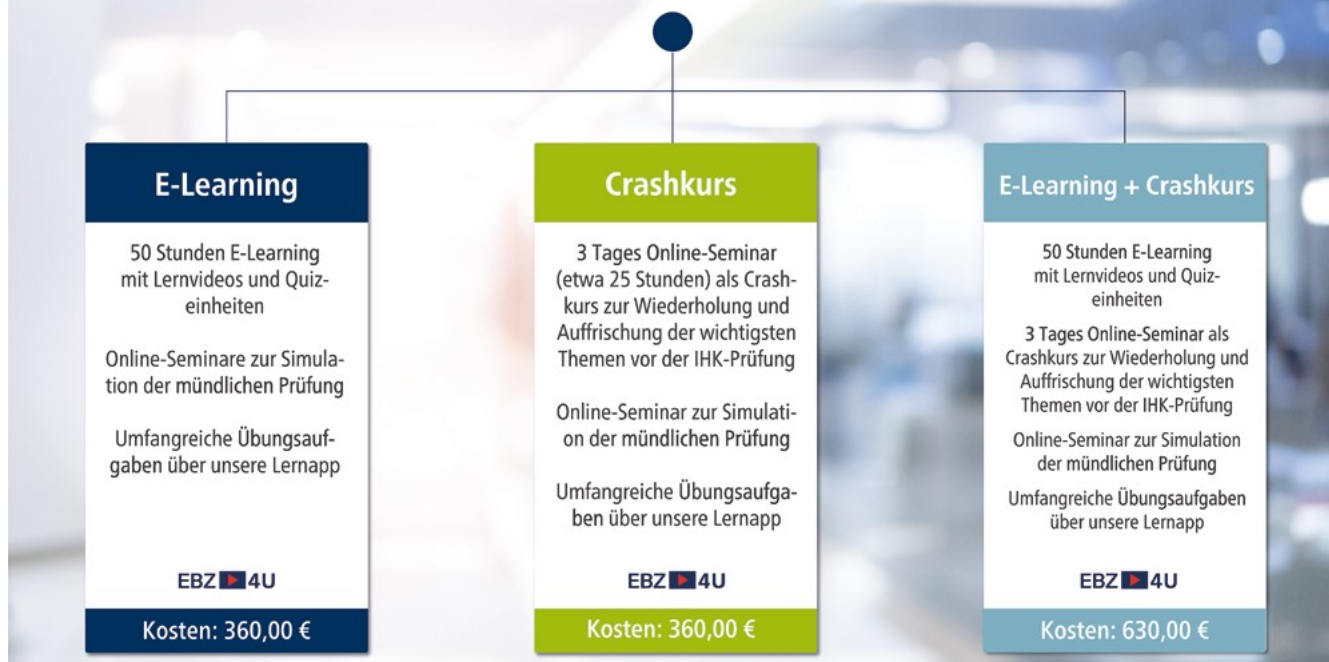 E-Learning
50 Stunden E-Learning
mit Lernvideos und Quiz-
einheiten
Online-Seminare zur Simula-
tion der mündlichen Prüfung
Umfangreiche Übungsauf-
gaben über unsere Lernapp
EBZ 4U
Kosten: 360,00 €
Crashkurs
3 Tages Online-Seminar
(etwa 25 Stunden) als Crash-
kurs zur Wiederholung und
Auffrischung der wichtigsten
Themen vor der IHK-Prüfung
Online-Seminar zur Simulati-
on der mündlichen Prüfung
Umfangreiche Übungsaufga-
ben über unsere Lernapp
EBZ 4U
Kosten: 360,00 €
E-Learning + Crashkurs
50 Stunden E-Learning
mit Lernvideos und Quiz-
einheiten
3 Tages Online-Seminar als
Crashkurs zur Wiederholung und
Auffrischung der wichtigsten
Themen vor der IHK-Prüfung
Online-Seminar zur Simulation
der mündlichen Prüfung
Umfangreiche Übungsaufgaben
über unsere Lernapp
EBZ 4U
Kosten: 630,00 €